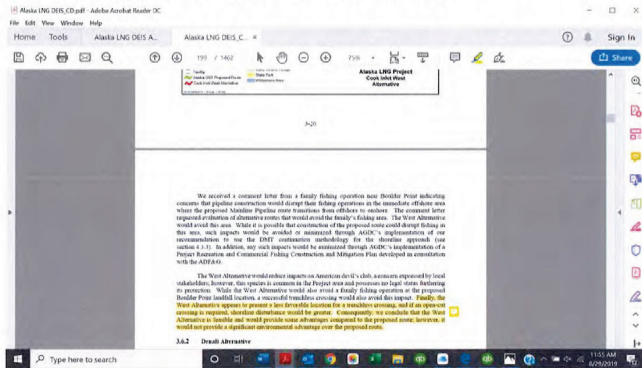 Alaska LNG DEIS_CD.pdf - Adobe Acrobat Reader DC
File Edit View Window Help
Home Tools Alaska LNG DEIS A... Alaska LNG DEIS_C... ×
Sign In
199 / 1462
75%
Share
Facility
Alaska LNG Proposed Route
Cook Inlet West Alternative
State Park
Alaska LNG Project
Cook Inlet West
Alternative
3-20
We received a comment letter from a family fishing operation near Boulder Point indicating
concerns that pipeline construction would disrupt their fishing operations in the immediate offshore area
where the proposed Mainline Pipeline route transitions from offshore to onshore. The comment letter
requested evaluation of alternative routes that would avoid the family's fishing area. The West Alternative
would avoid this area. While it is possible that construction of the proposed route could disrupt fishing in
this area, such impacts would be avoided or minimized through AGDC's implementation of our
recommendation to use the DMT continuation methodology for the shoreline approach (see
section 4.3.3). In addition, any such impacts would be minimized through AGDC's implementation of a
Project Recreation and Commercial Fishing Construction and Mitigation Plan developed in consultation
with the ADF&G.
The West Alternative would reduce impacts on American devil's club, a concern expressed by local
stakeholders; however, this species is common in the Project area and possesses no legal status furthering
its protection. While the West Alternative would also avoid a family fishing operation at the proposed
Boulder Point landfall location, a successful trenchless crossing would also avoid this impact. Finally, the
West Alternative appears to present a less favorable location for a trenchless crossing, and if an open-cut
crossing is required, shoreline disturbance would be greater. Consequently, we conclude that the West
Alternative is feasible and would provide some advantages compared to the proposed route; however, it
would not provide a significant environmental advantage over the proposed route.
3.6.2 Denali Alternative
Type here to search
11:55 AM
8/29/2019